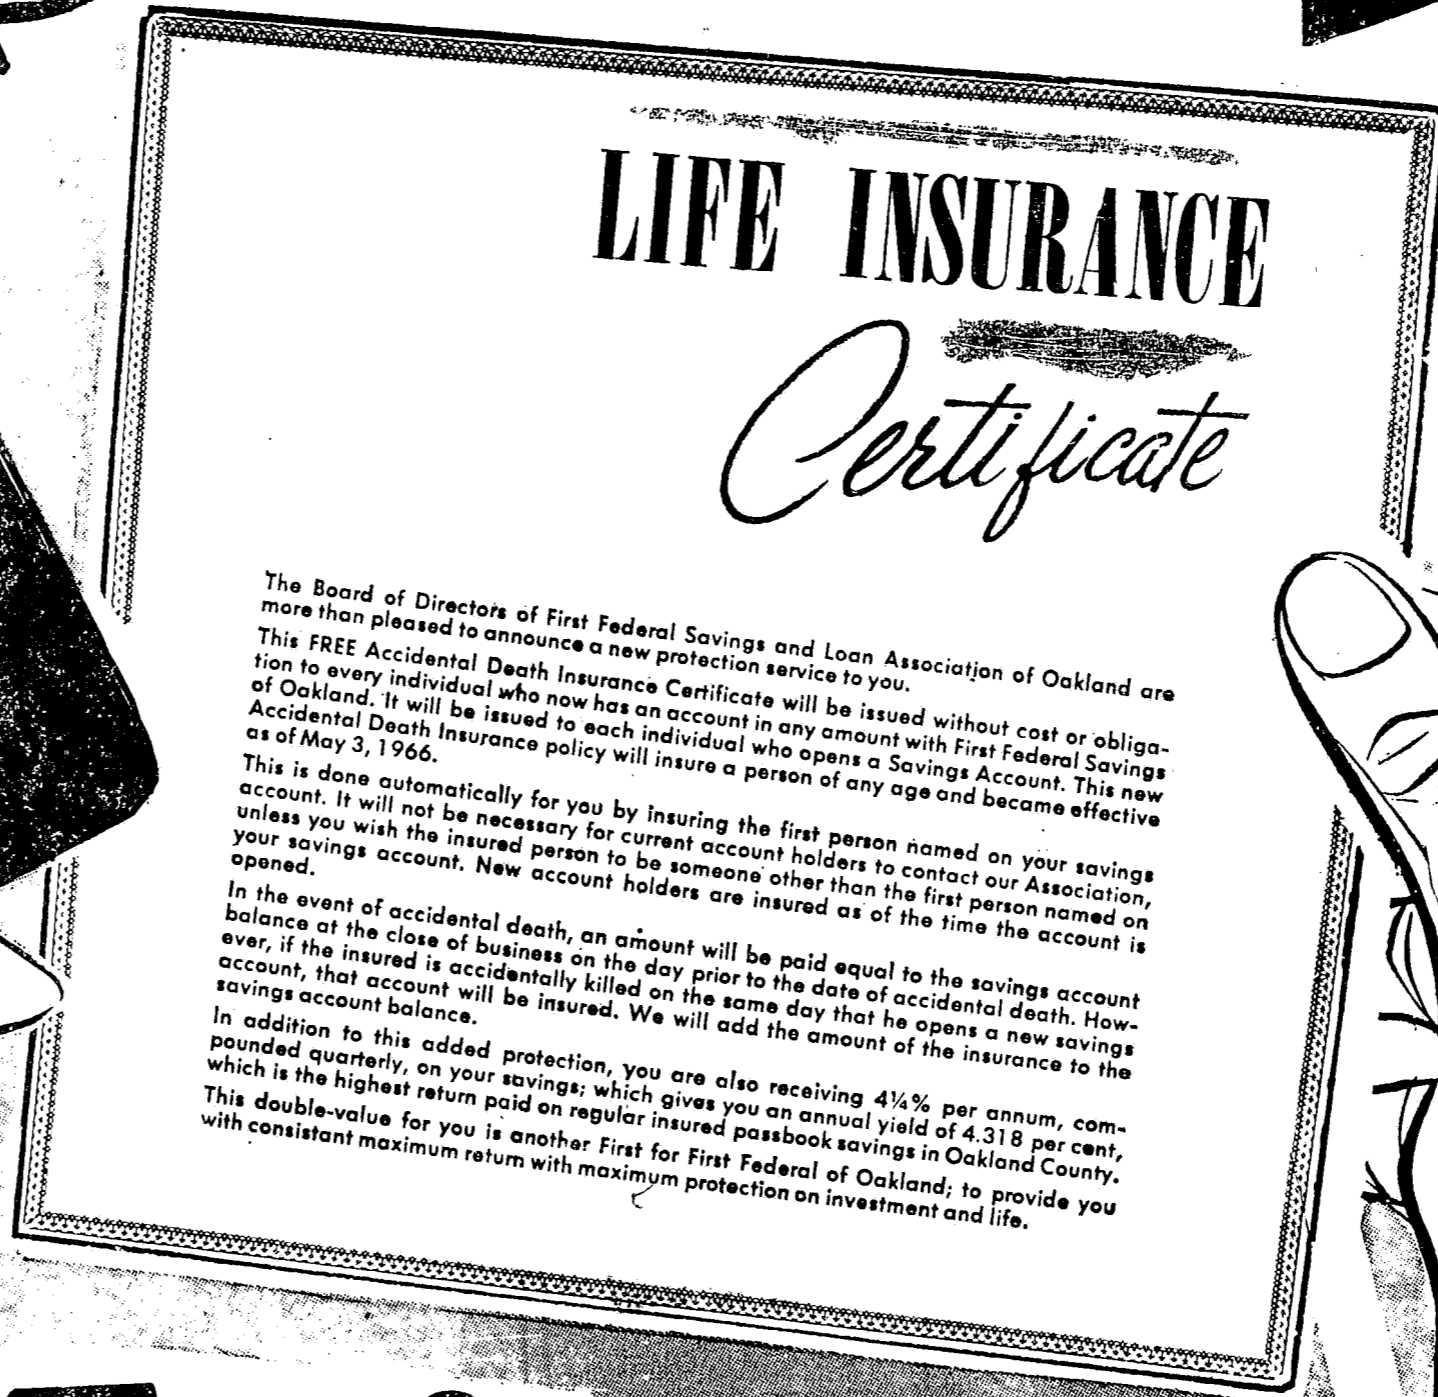 LIFE INSURANCE
Certificate
The Board of Directors of First Federal Savings and Loan Association of Oakland are
more than pleased to announce a new protection service to you.
This FREE Accidental Death Insurance Certificate will be issued without cost or obliga-
tion to every individual who now has an account in any amount with First Federal Savings
of Oakland. It will be issued to each individual who opens a Savings Account. This new
Accidental Death Insurance policy will insure a person of any age and became effective
as of May 3, 1966.
This is done automatically for you by insuring the first person named on your savings
account. It will not be necessary for current account holders to contact our Association,
unless you wish the insured person to be someone other than the first person named on
your savings account. New account holders are insured as of the time the account is
opened.
In the event of accidental death, an amount will be paid equal to the savings account
balance at the close of business on the day prior to the date of accidental death. How-
ever, if the insured is accidentally killed on the same day that he opens a new savings
account, that account will be insured. We will add the amount of the insurance to the
savings account balance.
In addition to this added protection, you are also receiving 4¼% per annum, com-
pounded quarterly, on your savings; which gives you an annual yield of 4.318 per cent,
which is the highest return paid on regular insured passbook savings in Oakland County.
This double-value for you is another First for First Federal of Oakland; to provide you
with consistant maximum return with maximum protection on investment and life.